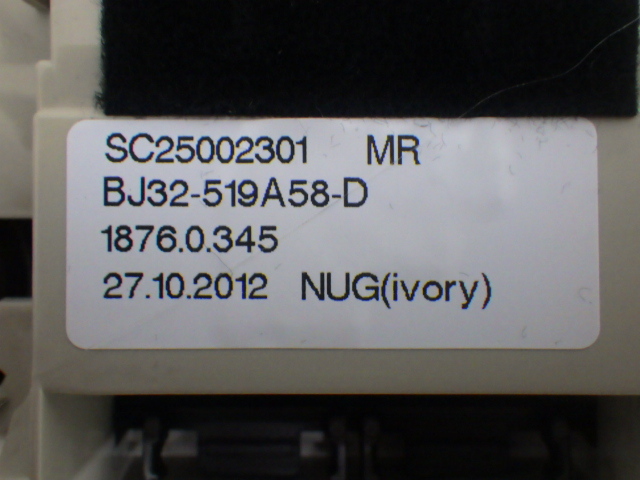 SC25002301 MR
BJ32-519A58-D
1876.0.345
27.10.2012 NUG(ivory)